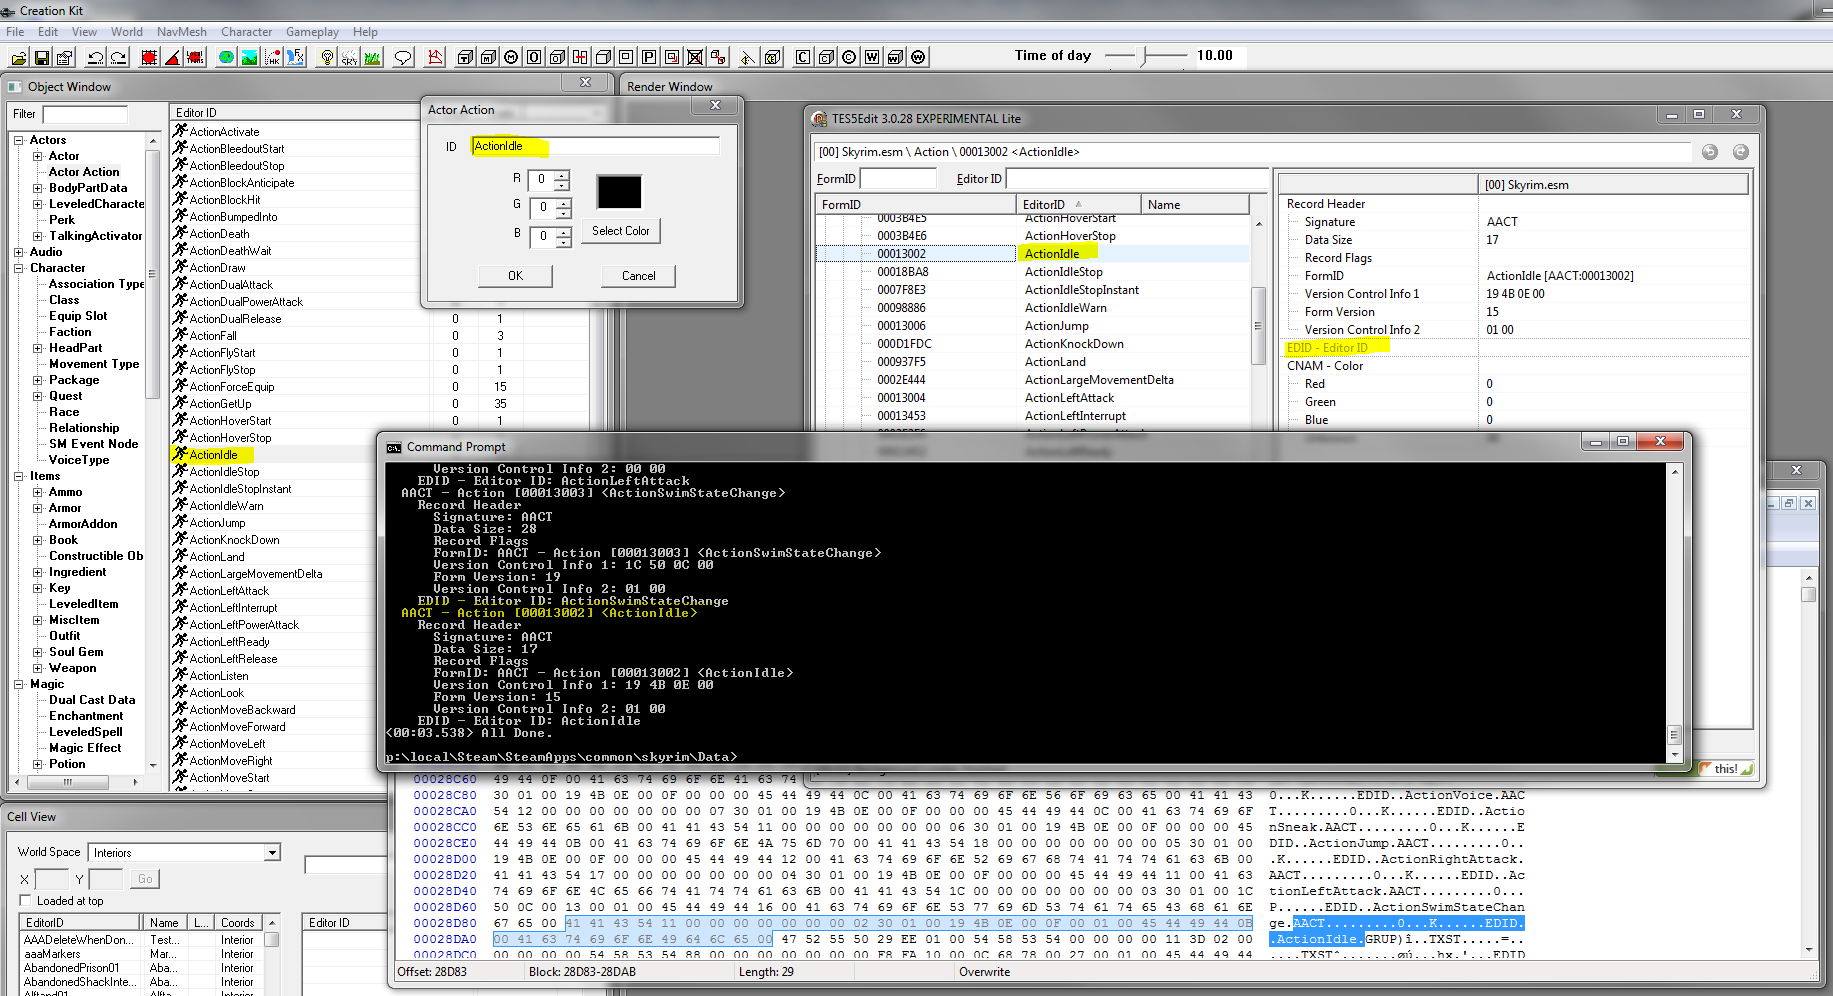 Creation Kit
File Edit View World NavMesh Character Gameplay Help
Time of day 10.00
Object Window
Filter
Actors
Actor
Actor Action
BodyPartData
LeveledCharacte
Perk
TalkingActivator
Audio
Character
Association Type
Class
Equip Slot
Faction
HeadPart
Movement Type
Package
Quest
Race
Relationship
SM Event Node
VoiceType
Items
Ammo
Armor
ArmorAddon
Book
Constructible Ob
Ingredient
Key
LeveledItem
MiscItem
Outfit
Soul Gem
Weapon
Magic
Dual Cast Data
Enchantment
LeveledSpell
Magic Effect
Potion
Editor ID
ActionActivate
ActionBleedoutStart
ActionBleedoutStop
ActionBlockAnticipate
ActionBlockHit
ActionBumpedInto
ActionDeath
ActionDeathWait
ActionDraw
ActionDualAttack
ActionDualPowerAttack
ActionDualRelease 0 1
ActionFall 0 3
ActionFlyStart 0 1
ActionFlyStop 0 1
ActionForceEquip 0 15
ActionGetUp 0 35
ActionHoverStart 0 1
ActionHoverStop
ActionIdle
ActionIdleStop
ActionIdleStopInstant
ActionIdleWarn
ActionJump
ActionKnockDown
ActionLand
ActionLargeMovementDelta
ActionLeftAttack
ActionLeftInterrupt
ActionLeftPowerAttack
ActionLeftReady
ActionLeftRelease
ActionListen
ActionLook
ActionMoveBackward
ActionMoveForward
ActionMoveLeft
ActionMoveRight
ActionMoveStart
Actor Action
ID ActionIdle
R 0
G 0
B 0
Select Color
OK Cancel
Render Window
TES5Edit 3.0.28 EXPERIMENTAL Lite
[00] Skyrim.esm \ Action \ 00013002 <ActionIdle>
FormID Editor ID
FormID EditorID Name
0003B4E5 ActionHoverStart
0003B4E6 ActionHoverStop
00013002 ActionIdle
00018BA8 ActionIdleStop
0007F8E3 ActionIdleStopInstant
00098886 ActionIdleWarn
00013006 ActionJump
000D1FDC ActionKnockDown
000937F5 ActionLand
0002E444 ActionLargeMovementDelta
00013004 ActionLeftAttack
00013453 ActionLeftInterrupt
[00] Skyrim.esm
Record Header
Signature AACT
Data Size 17
Record Flags
FormID ActionIdle [AACT:00013002]
Version Control Info 1 19 4B 0E 00
Form Version 15
Version Control Info 2 01 00
EDID - Editor ID
CNAM - Color
Red 0
Green 0
Blue 0
this!
Command Prompt
Version Control Info 2: 00 00
EDID - Editor ID: ActionLeftAttack
AACT - Action [00013003] <ActionSwimStateChange>
Record Header
Signature: AACT
Data Size: 28
Record Flags
FormID: AACT - Action [00013003] <ActionSwimStateChange>
Version Control Info 1: 1C 50 0C 00
Form Version: 19
Version Control Info 2: 01 00
EDID - Editor ID: ActionSwimStateChange
AACT - Action [00013002] <ActionIdle>
Record Header
Signature: AACT
Data Size: 17
Record Flags
FormID: AACT - Action [00013002] <ActionIdle>
Version Control Info 1: 19 4B 0E 00
Form Version: 15
Version Control Info 2: 01 00
EDID - Editor ID: ActionIdle
<00:03.538> All Done.
p:\local\Steam\SteamApps\common\skyrim\Data>
00028C60 49 44 0F 00 41 63 74 69 6F 6E 41 63 74
00028C80 30 01 00 19 4B 0E 00 0F 00 00 00 45 44 49 44 0C 00 41 63 74 69 6F 6E 56 6F 69 63 65 00 41 41 43 0...K......EDID..ActionVoice.AAC
00028CA0 54 12 00 00 00 00 00 00 00 07 30 01 00 19 4B 0E 00 0F 00 00 00 45 44 49 44 0C 00 41 63 74 69 6F T.........0...K......EDID..Actio
00028CC0 6E 53 6E 65 61 6B 00 41 41 43 54 11 00 00 00 00 00 00 00 06 30 01 00 19 4B 0E 00 0F 00 00 00 45 nSneak.AACT.........0...K......E
00028CE0 44 49 44 0B 00 41 63 74 69 6F 6E 4A 75 6D 70 00 41 41 43 54 18 00 00 00 00 00 00 00 05 30 01 00 DID..ActionJump.AACT.........0..
00028D00 19 4B 0E 00 0F 00 00 00 45 44 49 44 12 00 41 63 74 69 6F 6E 52 69 67 68 74 41 74 74 61 63 6B 00 .K......EDID..ActionRightAttack.
00028D20 41 41 43 54 17 00 00 00 00 00 00 00 04 30 01 00 19 4B 0E 00 0F 00 00 00 45 44 49 44 11 00 41 63 AACT.........0...K......EDID..Ac
00028D40 74 69 6F 6E 4C 65 66 74 41 74 74 61 63 6B 00 41 41 43 54 1C 00 00 00 00 00 00 00 03 30 01 00 1C tionLeftAttack.AACT.........0...
00028D60 50 0C 00 13 00 01 00 45 44 49 44 16 00 41 63 74 69 6F 6E 53 77 69 6D 53 74 61 74 65 43 68 61 6E P......EDID..ActionSwimStateChan
00028D80 67 65 00 41 41 43 54 11 00 00 00 00 00 00 00 02 30 01 00 19 4B 0E 00 0F 00 01 00 45 44 49 44 0B ge.AACT.........0...K......EDID.
00028DA0 00 41 63 74 69 6F 6E 49 64 6C 65 00 47 52 55 50 29 EE 01 00 54 58 53 54 00 00 00 00 11 3D 02 00 .ActionIdle.GRUP)î..TXST.....=..
Offset: 28D83 Block: 28D83-28DAB Length: 29 Overwrite
Cell View
World Space Interiors
X Y Go
Loaded at top
EditorID Name L... Coords
AAADeleteWhenDon... Test... Interior
aaaMarkers Mar... Interior
AbandonedPrison01 Aba... Interior
AbandonedShackInte... Aba... Interior
Editor ID